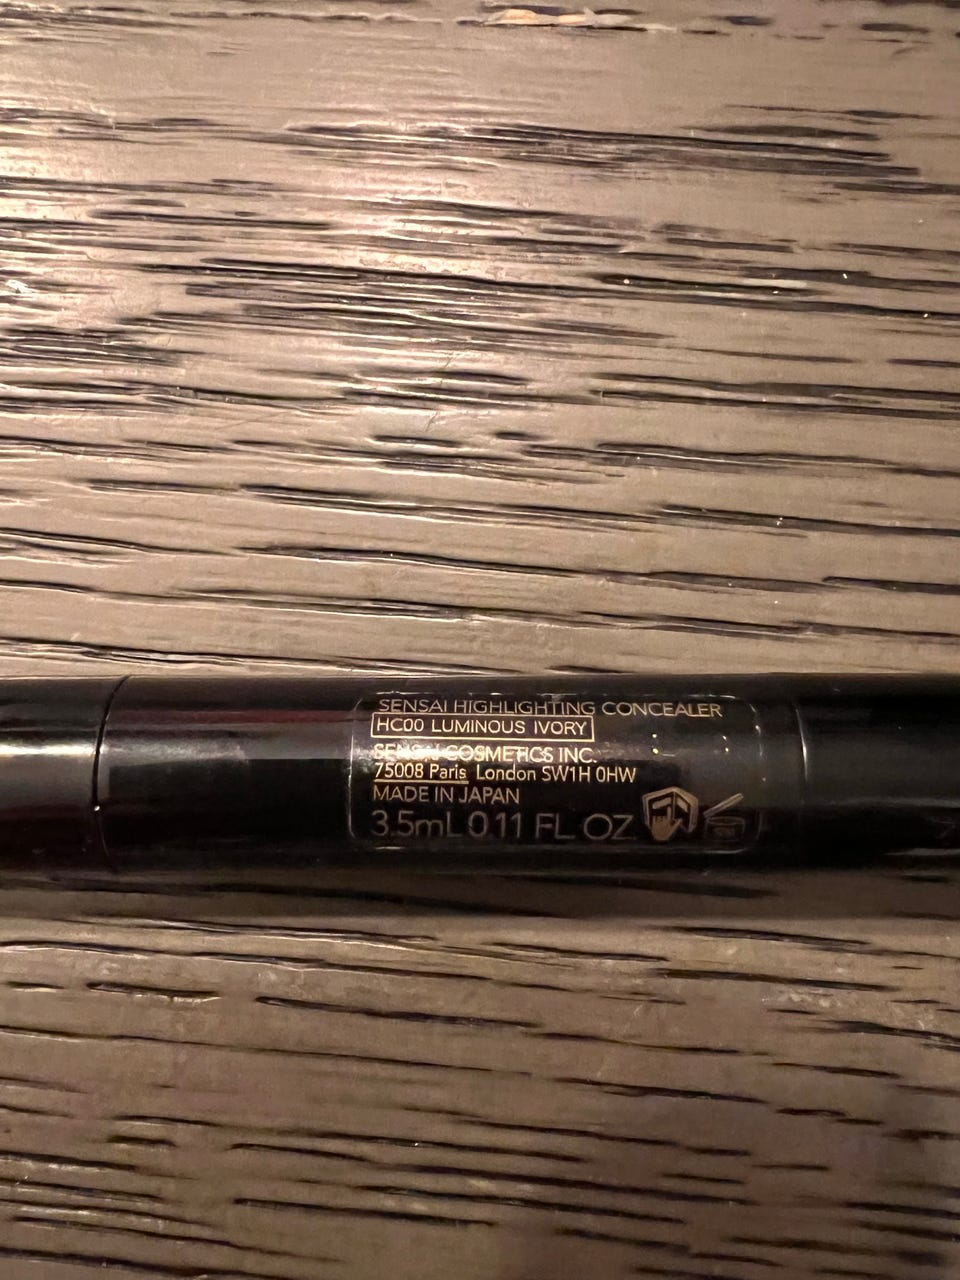 SENSAI HIGHLIGHTING CONCEALER
HC00 LUMINOUS IVORY
SENSAI COSMETICS INC.
75008 Paris London SW1H 0HW
MADE IN JAPAN
3.5mL 0.11 FL. OZ.